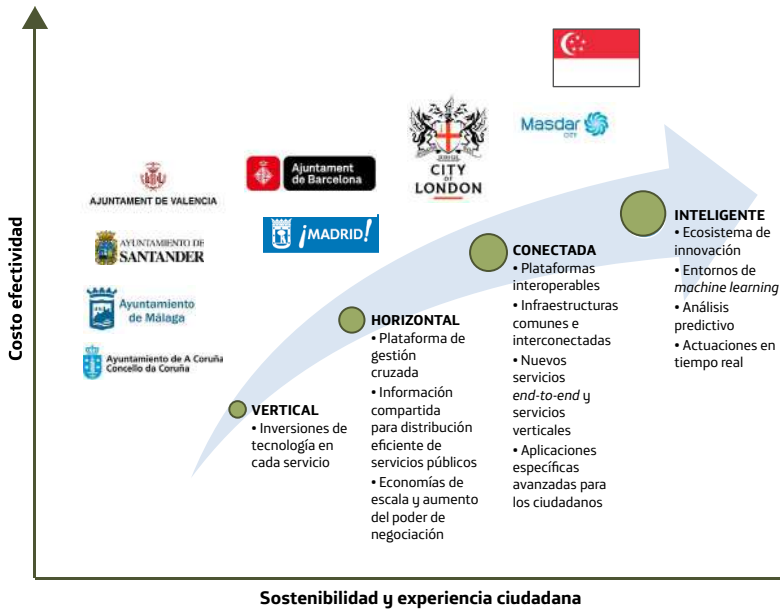 Costo efectividad
AJUNTAMENT DE VALENCIA
AYUNTAMIENTO DE
SANTANDER
Ayuntamiento
de Málaga
Ayuntamiento de A Coruña
Concello da Coruña
Ajuntament
de Barcelona
¡MADRID!
CITY
OF
LONDON
Masdar
CITY
VERTICAL
• Inversiones de
tecnología en
cada servicio
HORIZONTAL
• Plataforma de
gestión
cruzada
• Información
compartida
para distribución
eficiente de
servicios públicos
• Economías de
escala y aumento
del poder de
negociación
CONECTADA
• Plataformas
interoperables
• Infraestructuras
comunes e
interconectadas
• Nuevos
servicios
end-to-end y
servicios
verticales
• Aplicaciones
específicas
avanzadas para
los ciudadanos
INTELIGENTE
• Ecosistema de
innovación
• Entornos de
machine learning
• Análisis
predictivo
• Actuaciones en
tiempo real
Sostenibilidad y experiencia ciudadana